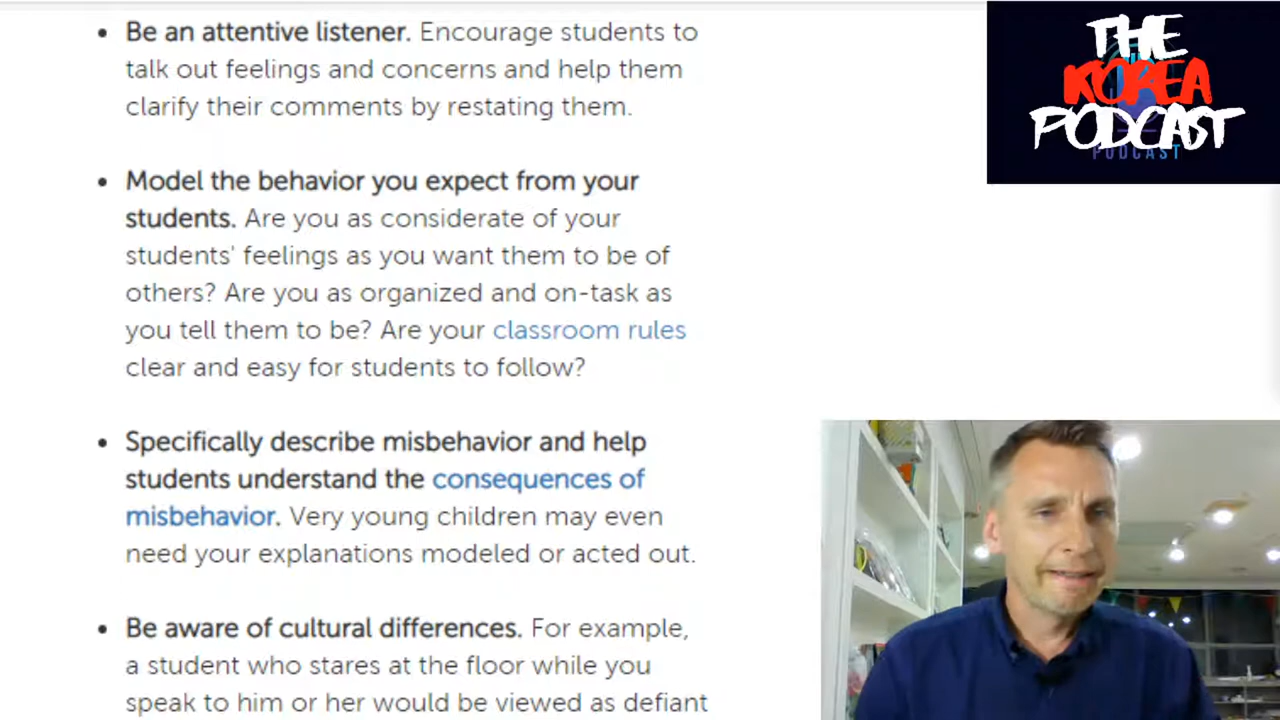 Be an attentive listener. Encourage students to
talk out feelings and concerns and help them
clarify their comments by restating them.
Model the behavior you expect from your
students. Are you as considerate of your
students' feelings as you want them to be of
others? Are you as organized and on-task as
you tell them to be? Are your classroom rules
clear and easy for students to follow?
Specifically describe misbehavior and help
students understand the consequences of
misbehavior. Very young children may even
need your explanations modeled or acted out.
Be aware of cultural differences. For example,
a student who stares at the floor while you
speak to him or her would be viewed as defiant
THE
KOREA
PODCAST
PODCAST